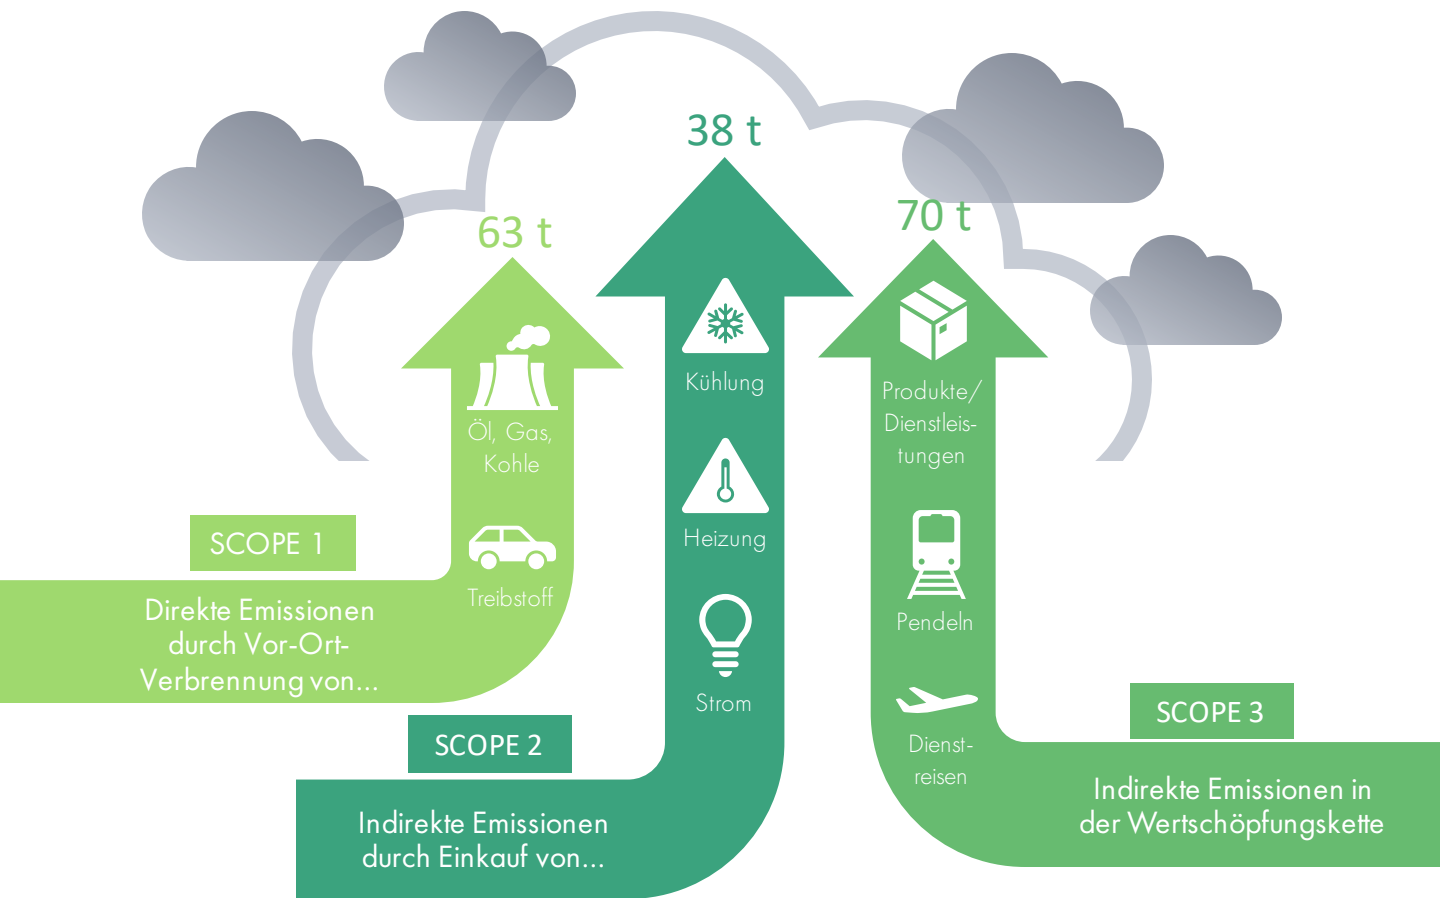 63 t
Öl, Gas,
Kohle
Treibstoff
SCOPE 1
Direkte Emissionen
durch Vor-Ort-
Verbrennung von...
38 t
Kühlung
Heizung
Strom
SCOPE 2
Indirekte Emissionen
durch Einkauf von...
70 t
Produkte/
Dienstleis-
tungen
Pendeln
Dienst-
reisen
SCOPE 3
Indirekte Emissionen in
der Wertschöpfungskette